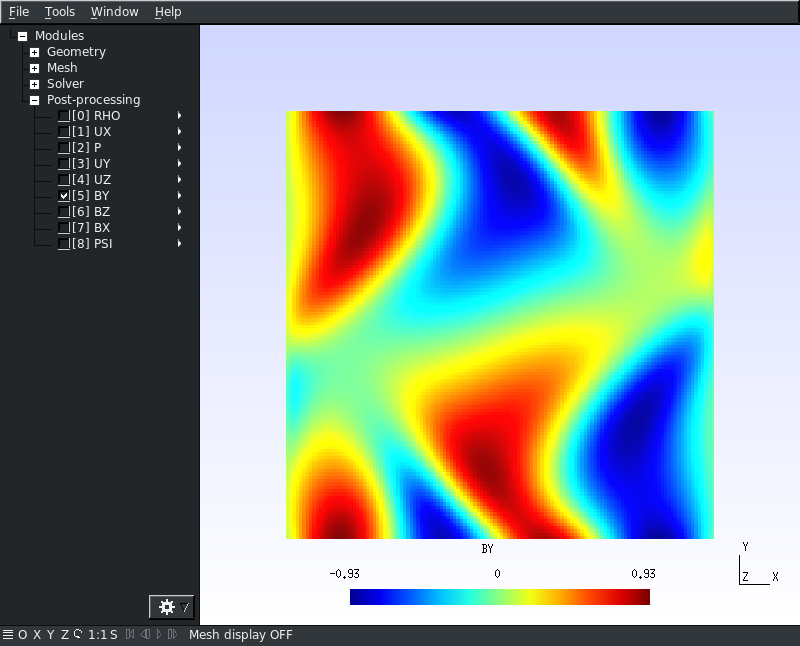 File Tools Window Help
Modules
Geometry
Mesh
Solver
Post-processing
[0] RHO
[1] UX
[2] P
[3] UY
[4] UZ
[5] BY
[6] BZ
[7] BX
[8] PSI
BY
-0.93 0 0.93
Y
Z X
O X Y Z 1:1 S Mesh display OFF